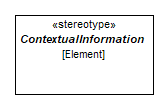 «stereotype»
ContextualInformation
[Element]